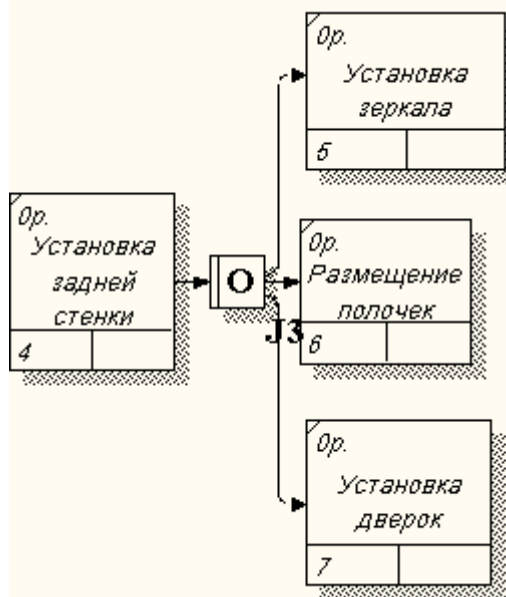 0р.
Установка
зеркала
5
0р.
Установка
задней
стенки
4
O
J3
0р.
Размещение
полочек
6
0р.
Установка
дверок
7